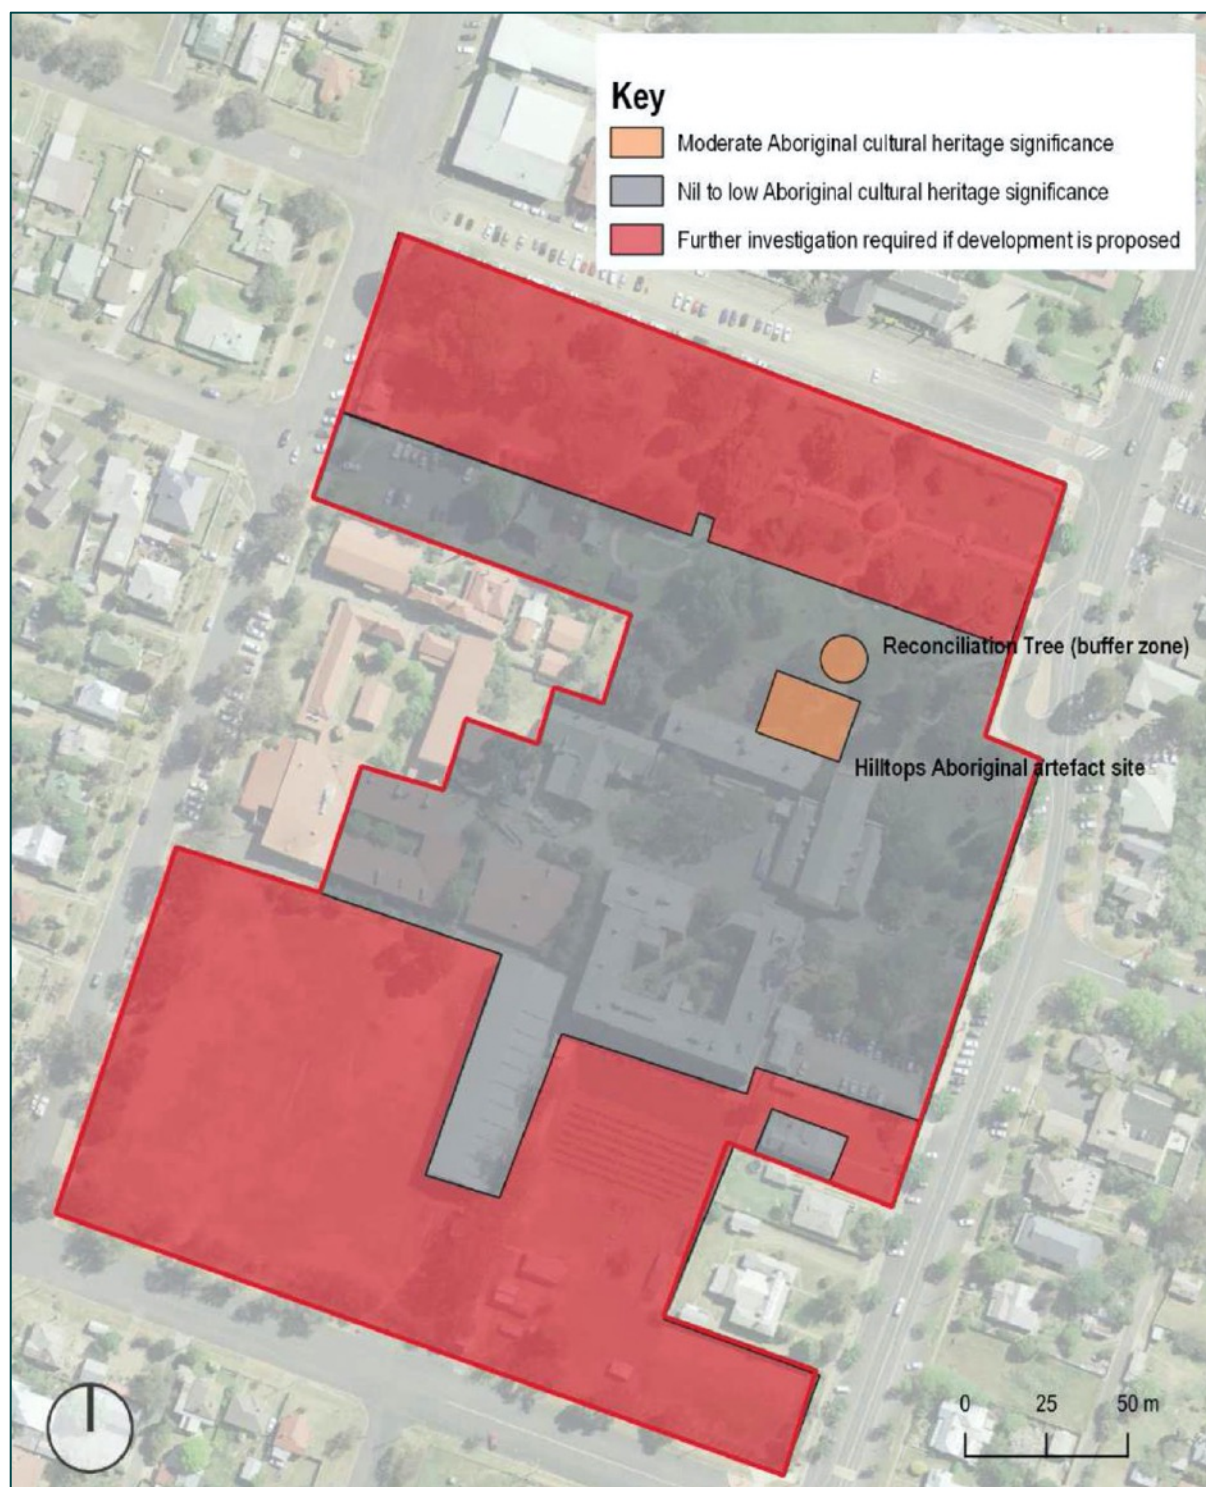 Key
Moderate Aboriginal cultural heritage significance
Nil to low Aboriginal cultural heritage significance
Further investigation required if development is proposed
Reconciliation Tree (buffer zone)
Hilltops Aboriginal artefact sites
0 25 50 m